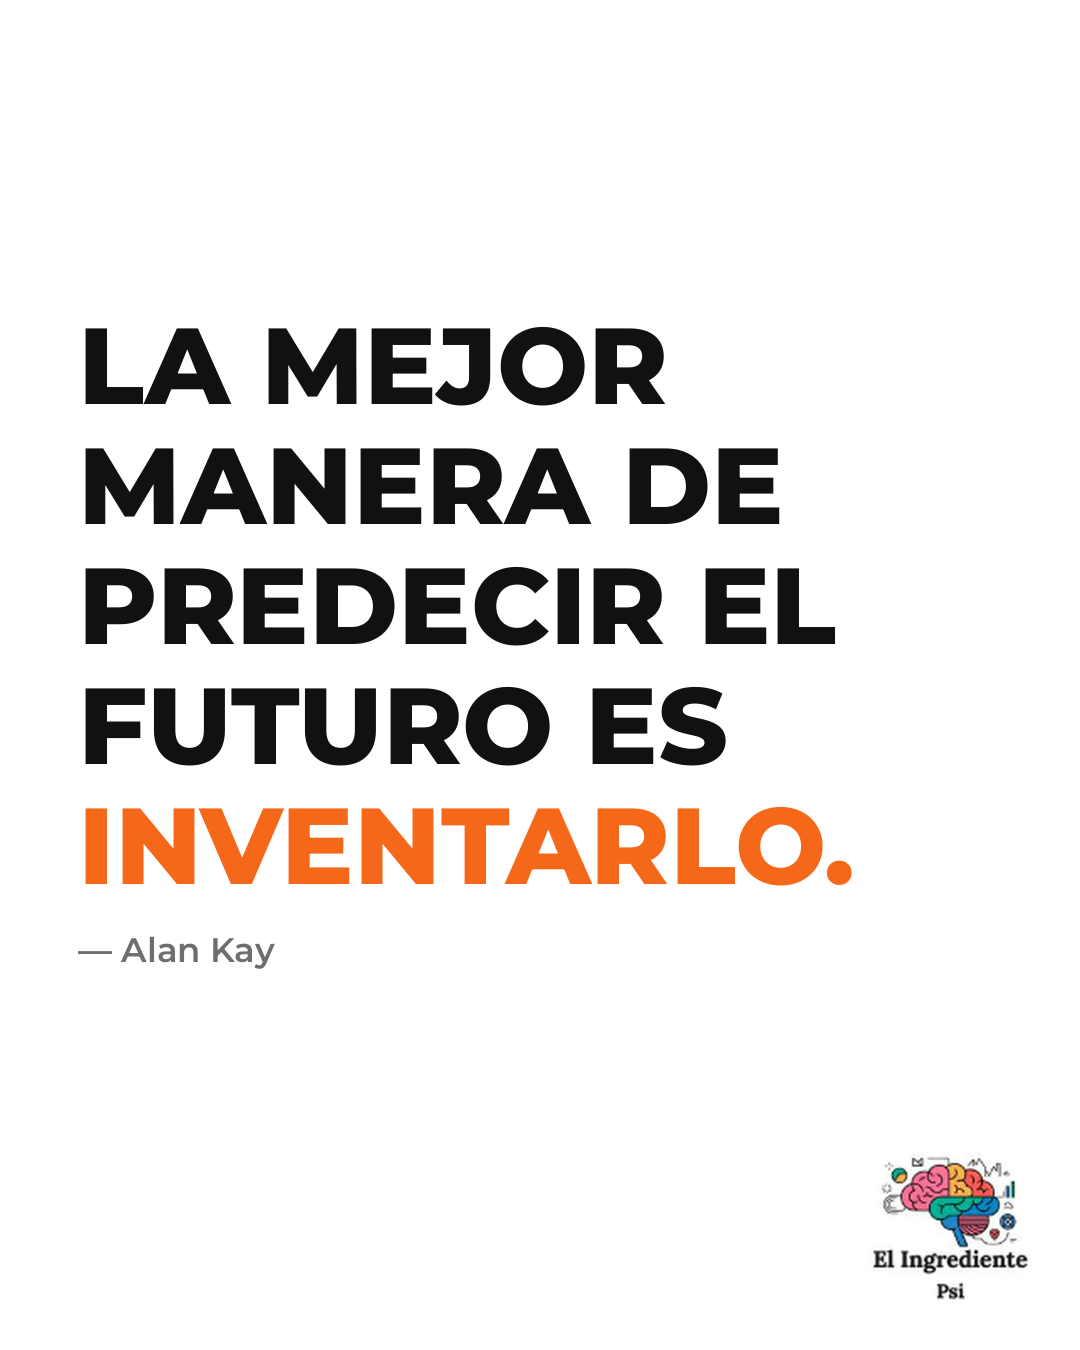 LA MEJOR
MANERA DE
PREDECIR EL
FUTURO ES
INVENTARLO.
— Alan Kay
El Ingrediente
Psi